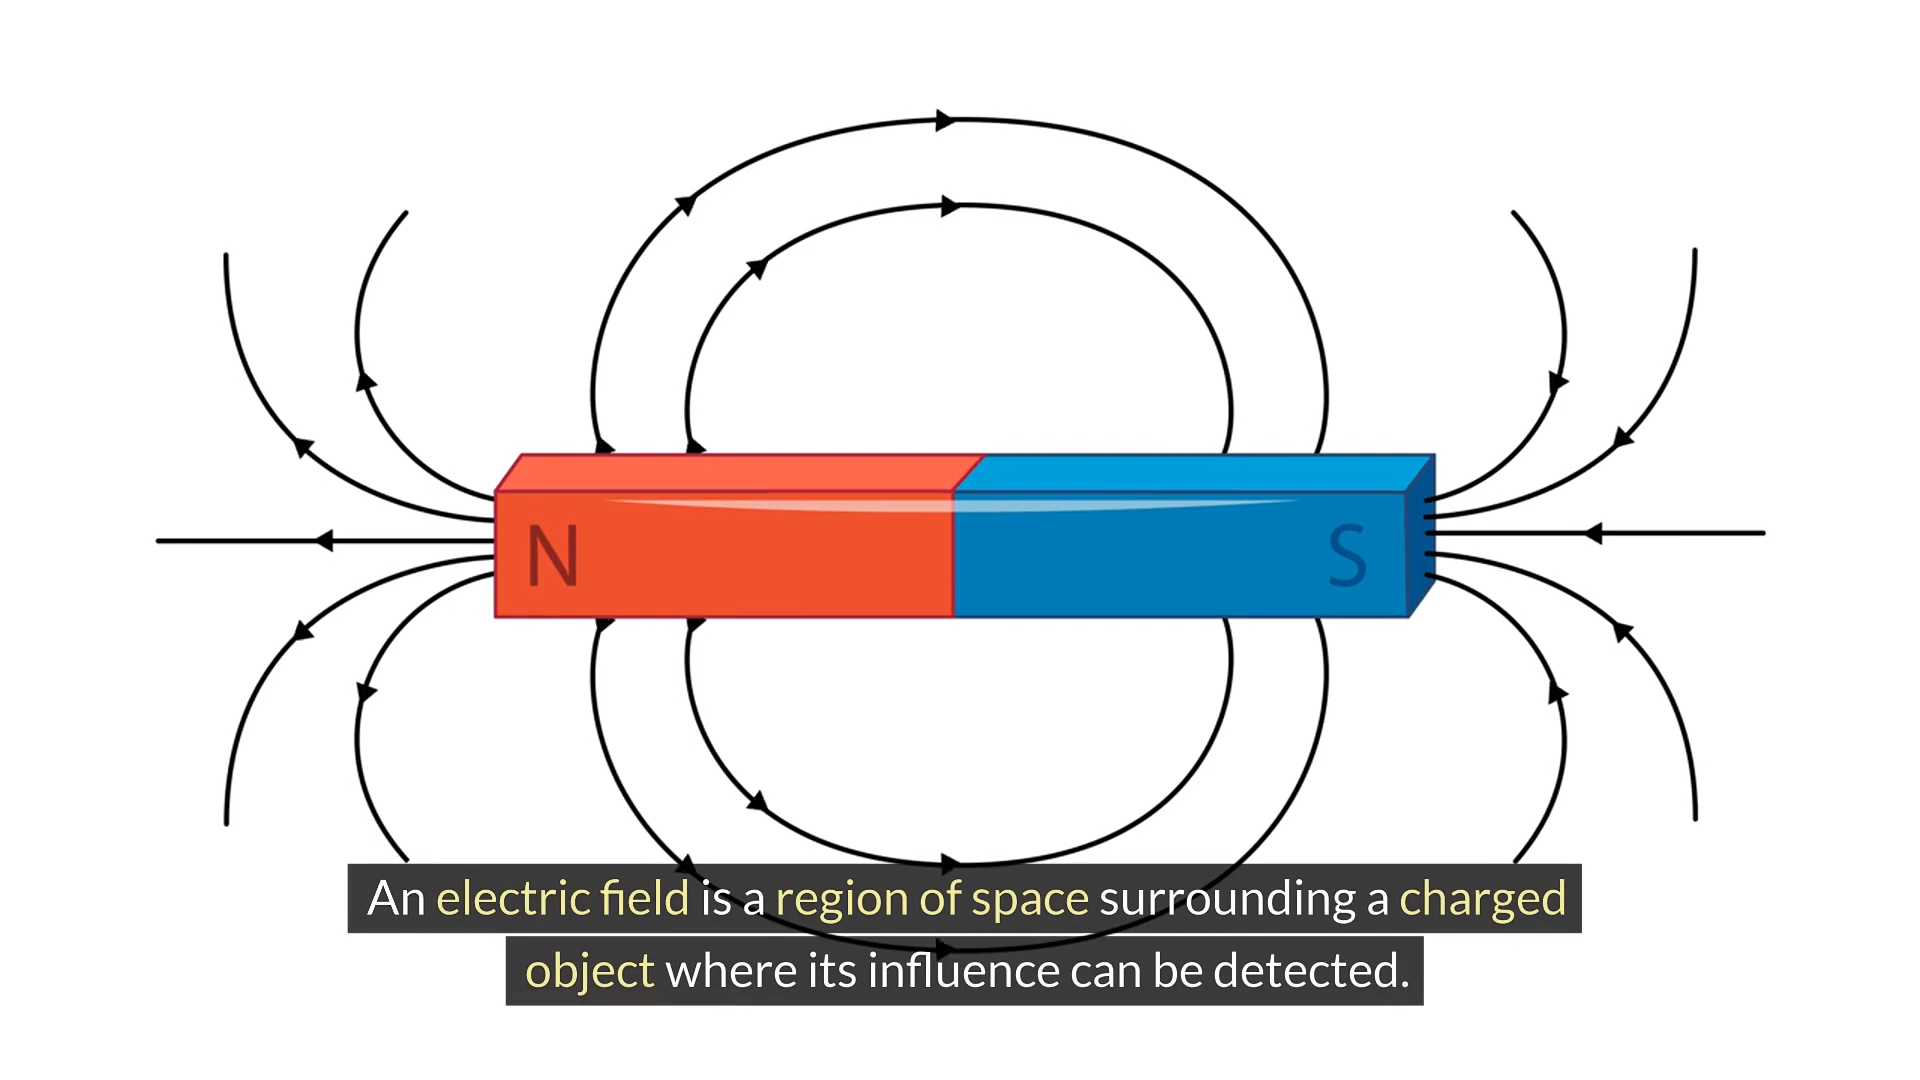 N S
An electric field is a region of space surrounding a charged
object where its influence can be detected.